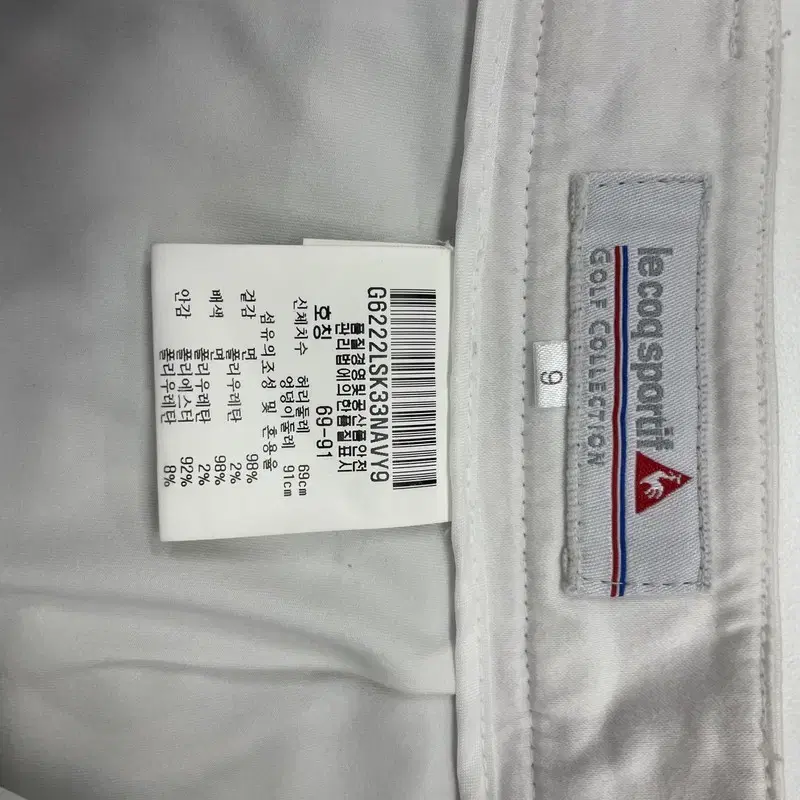 G6222LSK33NAVY9
품질경영및공산품안전
관리법에의한품질표시
호칭 69-91
신체치수 허리둘레 69cm
엉덩이둘레 91cm
섬유의조성 및 혼용율
겉감 면 98%
폴리우레탄 2%
배색 면 98%
폴리우레탄 2%
안감 폴리에스터 92%
폴리우레탄 8%
9
le coq sportif
GOLF COLLECTION